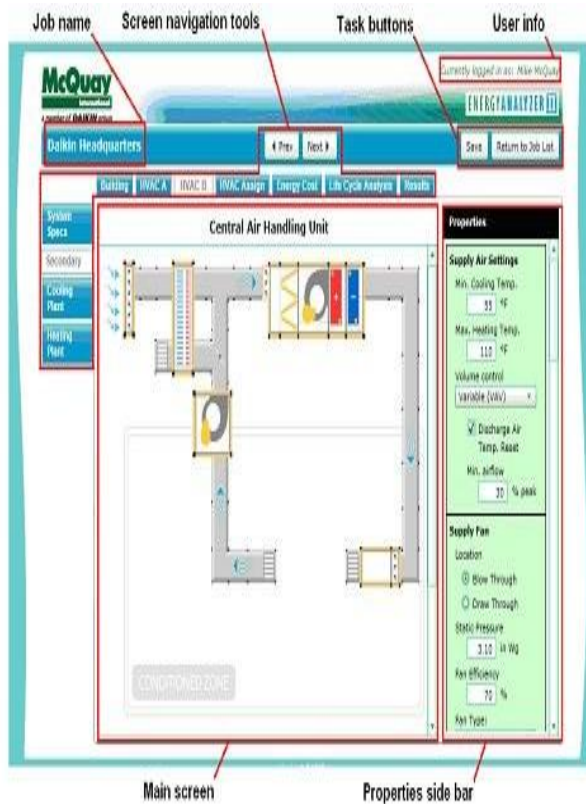 Job name
Screen navigation tools
Task buttons
User info
McQuay
International
a member of DAIKIN group
Currently logged in as: Mike McQuay
ENERGYANALYZER II
Daikin Headquarters
Prev
Next
Save
Return to Job List
Building
HVAC A
HVAC B
HVAC Assign
Energy Cost
Life Cycle Analysis
Results
System
Specs
Secondary
Cooling
Plant
Heating
Plant
Central Air Handling Unit
CONDITIONED ZONE
Properties
Supply Air Settings
Min. Cooling Temp.
55 °F
Max. Heating Temp.
110 °F
Volume control
Variable (VAV)
Discharge Air
Temp. Reset
Min. airflow
30 % peak
Supply Fan
Location
Blow Through
Draw Through
Static Pressure
3.10 in Wg
Fan Efficiency
70 %
Fan Type:
Main screen
Properties side bar